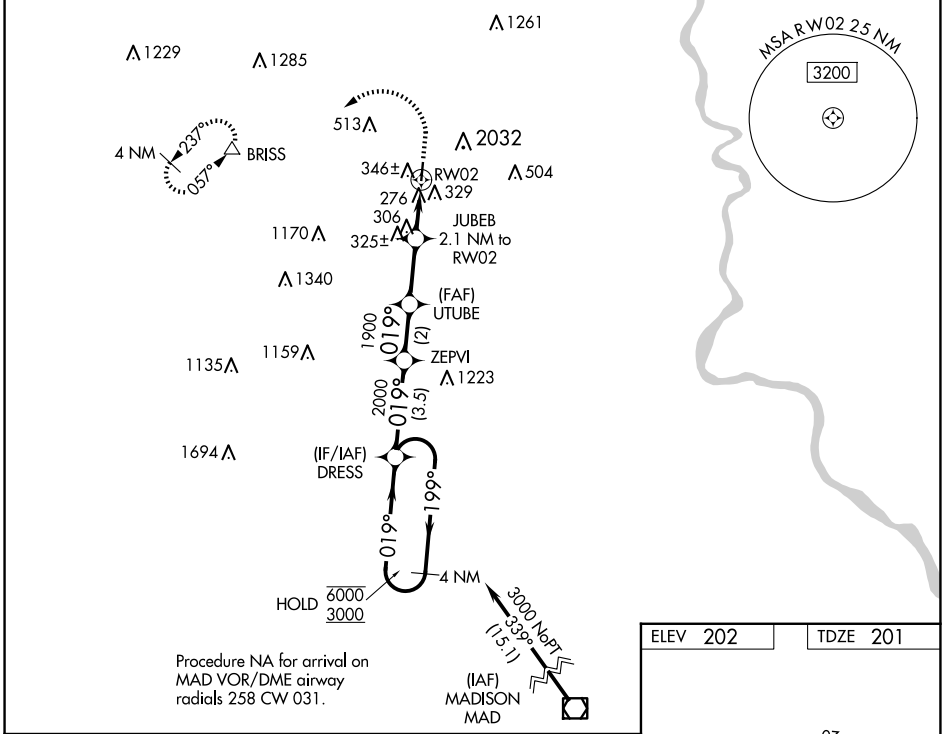 1261
1229
1285
MSA RW02 25 NM
3200
513
2032
237°
4 NM
BRISS
057°
346±
RW02
504
276
329
306
JUBEB
2.1 NM to
RW02
1170
325±
1340
(FAF)
UTUBE
1900
019°
(2)
1159
ZEPVI
1135
1223
2000
019°
(3.5)
1694
(IF/IAF)
DRESS
199°
019°
4 NM
HOLD
6000
3000
3000 NoPT
339°
(15.1)
Procedure NA for arrival on
MAD VOR/DME airway
radials 258 CW 031.
(IAF)
MADISON
MAD
ELEV 202
TDZE 201